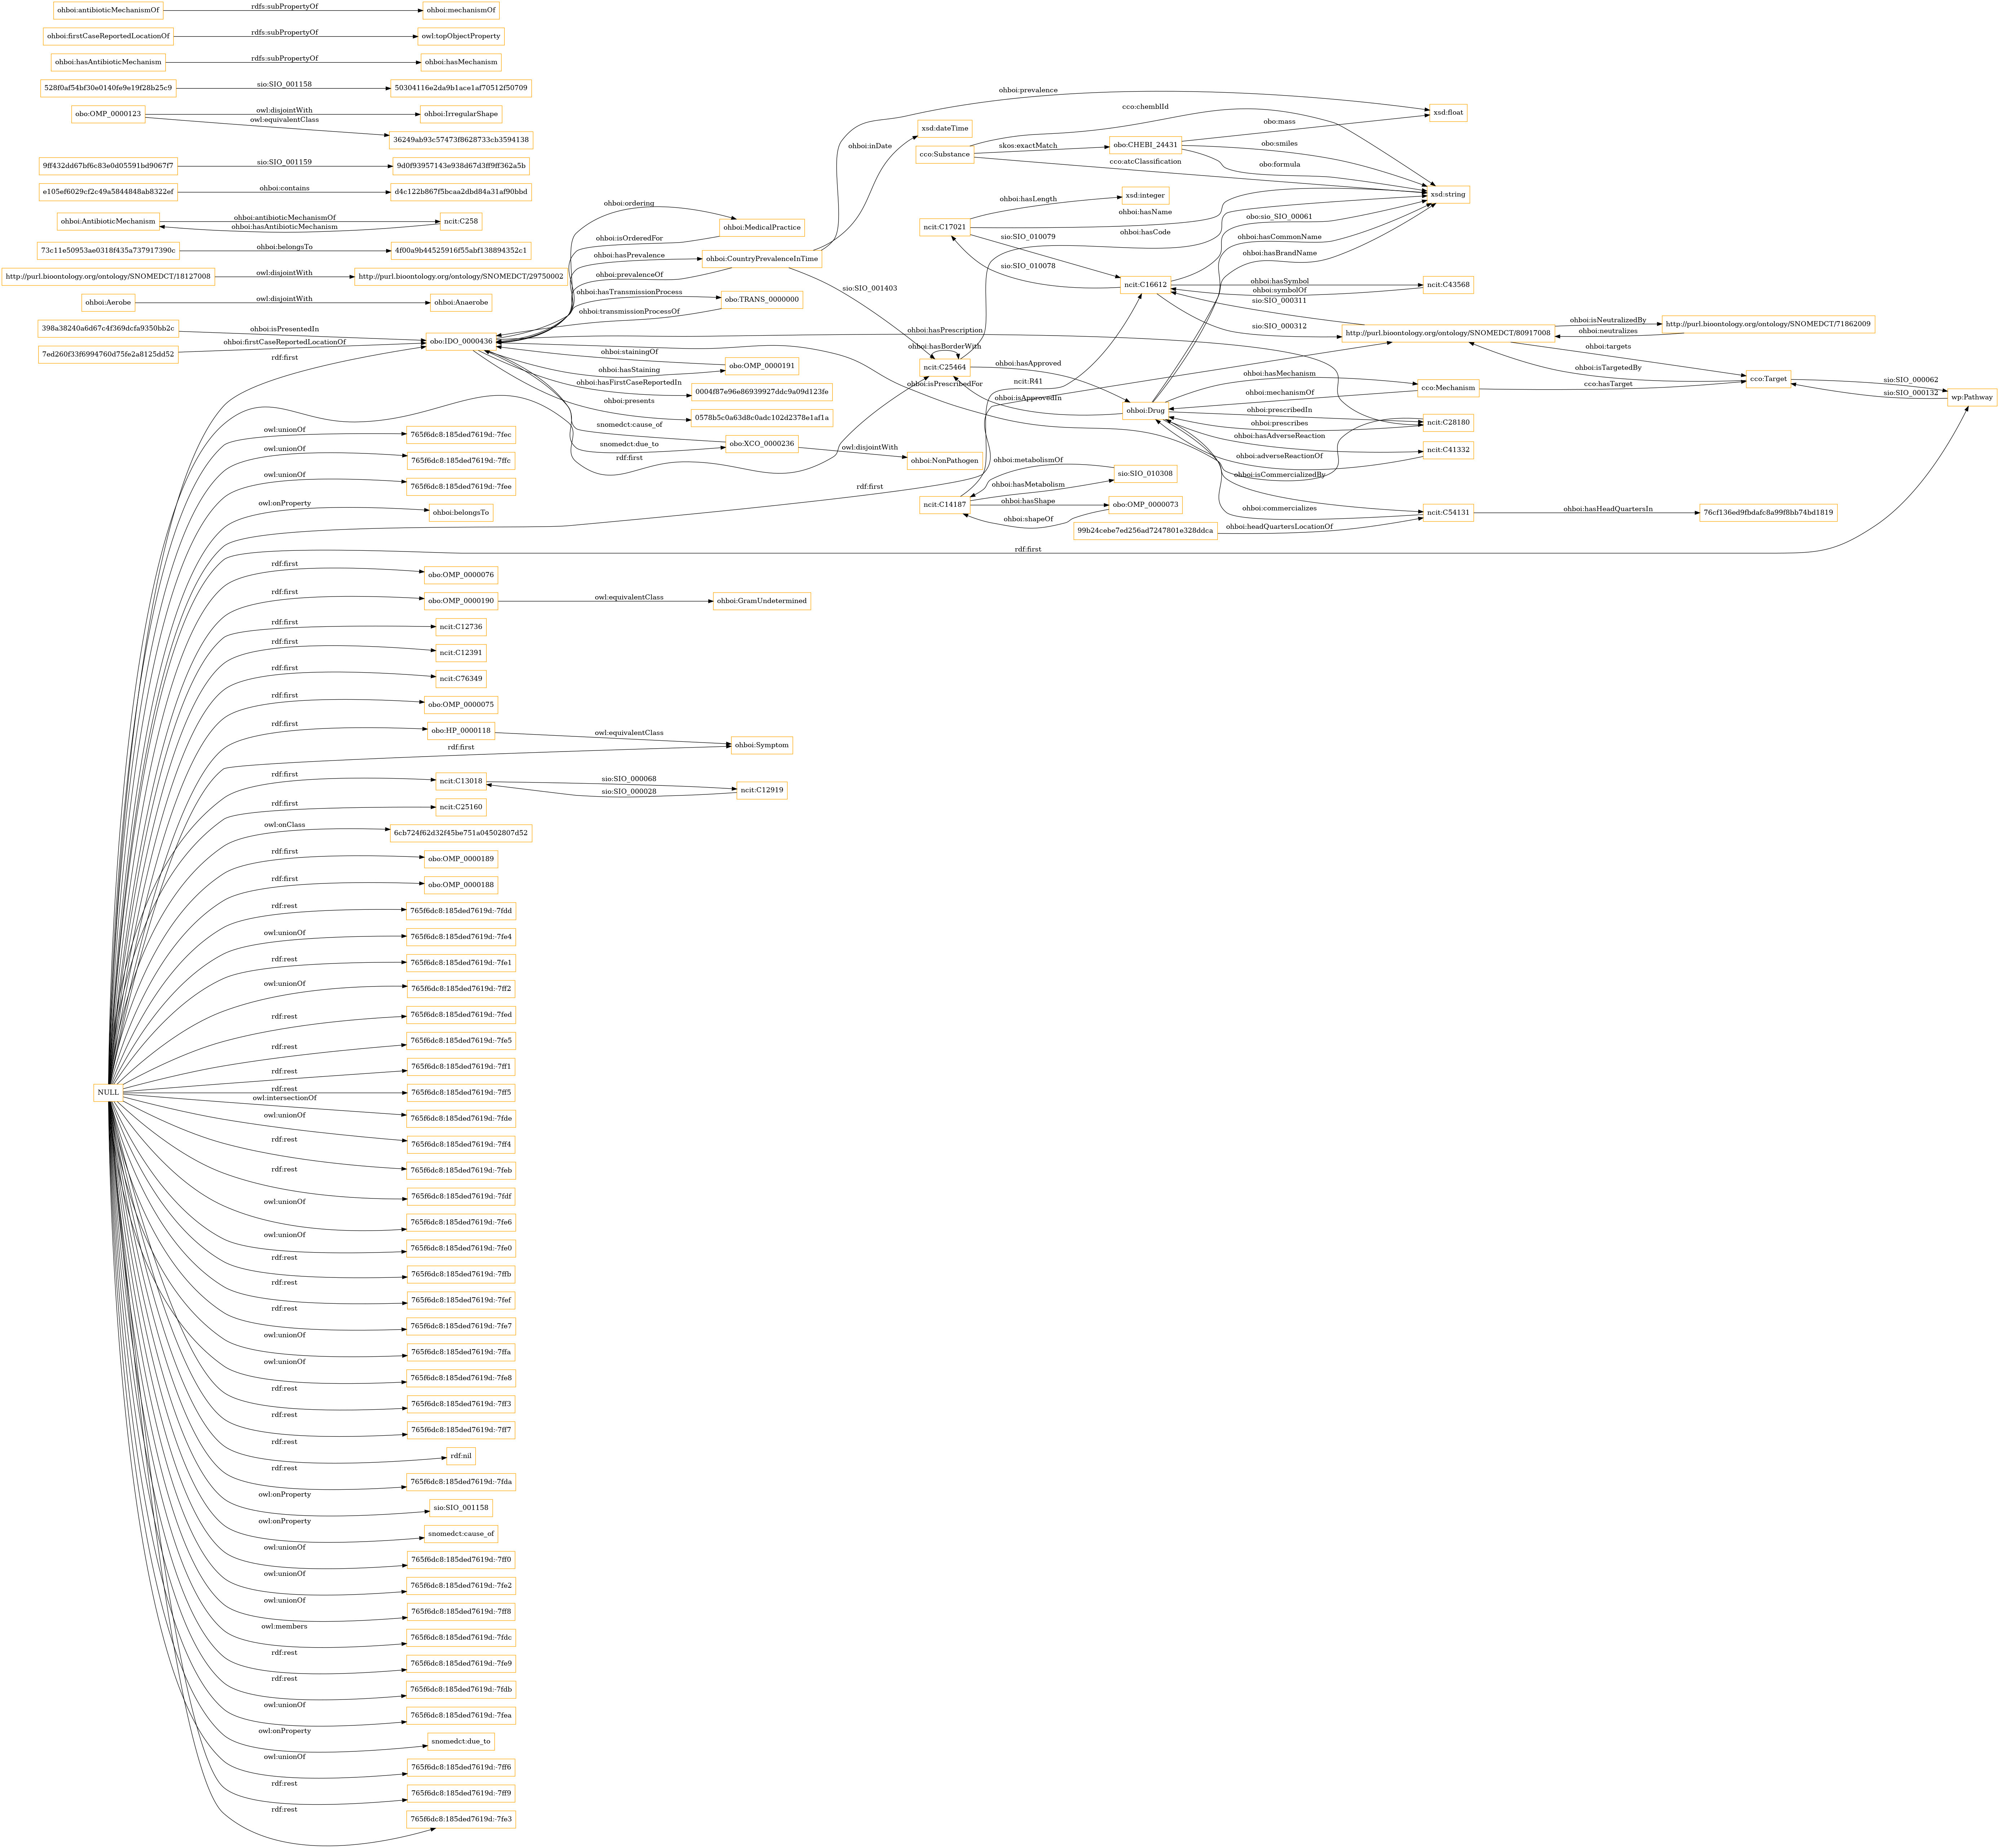 ohboi:antibioticMechanismOf
rdfs:subPropertyOf
ohboi:mechanismOf
ohboi:firstCaseReportedLocationOf
rdfs:subPropertyOf
owl:topObjectProperty
ohboi:hasAntibioticMechanism
rdfs:subPropertyOf
ohboi:hasMechanism
528f0af54bf30e0140fe9e19f28b25c9
sio:SIO_001158
50304116e2da9b1ace1af70512f50709
obo:OMP_0000123
owl:disjointWith
ohboi:IrregularShape
owl:equivalentClass
36249ab93c57473f8628733cb3594138
9ff432dd67bf6c83e0d05591bd9067f7
sio:SIO_001159
9d0f93957143e938d67d3ff9ff362a5b
e105ef6029cf2c49a5844848ab8322ef
ohboi:contains
d4c122b867f5bcaa2dbd84a31af90bbd
ohboi:AntibioticMechanism
ohboi:antibioticMechanismOf
ohboi:hasAntibioticMechanism
ncit:C258
73c11e50953ae0318f435a737917390c
ohboi:belongsTo
4f00a9b44525916f55abf138894352c1
http://purl.bioontology.org/ontology/SNOMEDCT/18127008
owl:disjointWith
http://purl.bioontology.org/ontology/SNOMEDCT/29750002
ohboi:Aerobe
owl:disjointWith
ohboi:Anaerobe
398a38240a6d67c4f369dcfa9350bb2c
ohboi:isPresentedIn
7ed260f33f6994760d75fe2a8125dd52
ohboi:firstCaseReportedLocationOf
rdf:first
obo:IDO_0000436
ohboi:ordering
ohboi:MedicalPractice
ohboi:isOrderedFor
ohboi:hasPrevalence
ohboi:CountryPrevalenceInTime
ohboi:prevalenceOf
ohboi:hasTransmissionProcess
obo:TRANS_0000000
ohboi:transmissionProcessOf
ohboi:stainingOf
obo:OMP_0000191
ohboi:hasStaining
ohboi:hasFirstCaseReportedIn
0004f87e96e86939927ddc9a09d123fe
ohboi:presents
0578b5c0a63d8c0adc102d2378e1af1a
snomedct:cause_of
obo:XCO_0000236
snomedct:due_to
owl:disjointWith
ohboi:NonPathogen
rdf:first
ohboi:prevalence
ohboi:inDate
xsd:dateTime
sio:SIO_001403
cco:chemblId
cco:Substance
skos:exactMatch
obo:CHEBI_24431
cco:atcClassification
obo:mass
xsd:float
obo:smiles
obo:formula
xsd:string
ohboi:hasLength
xsd:integer
ncit:C17021
ohboi:hasName
sio:SIO_010079
ohboi:hasCode
sio:SIO_010078
ncit:C16612
obo:sio_SIO_00061
ohboi:hasCommonName
ohboi:hasBrandName
ohboi:hasSymbol
ncit:C43568
ohboi:symbolOf
sio:SIO_000311
sio:SIO_000312
http://purl.bioontology.org/ontology/SNOMEDCT/80917008
ohboi:isNeutralizedBy
http://purl.bioontology.org/ontology/SNOMEDCT/71862009
ohboi:neutralizes
ohboi:targets
ohboi:isTargetedBy
cco:Target
sio:SIO_000062
sio:SIO_000132
wp:Pathway
ohboi:hasPrescription
ohboi:hasBorderWith
ncit:C25464
ohboi:hasApproved
ohboi:isPrescribedFor
ncit:R41
ohboi:isApprovedIn
ohboi:Drug
ohboi:hasMechanism
cco:Mechanism
cco:hasTarget
ohboi:mechanismOf
ohboi:prescribedIn
ncit:C28180
ohboi:prescribes
ohboi:hasAdverseReaction
ncit:C41332
ohboi:adverseReactionOf
ohboi:isCommercializedBy
ohboi:commercializes
ncit:C54131
ohboi:hasHeadQuartersIn
76cf136ed9fbdafc8a99f8bb74bd1819
99b24cebe7ed256ad7247801e328ddca
ohboi:headQuartersLocationOf
ohboi:metabolismOf
sio:SIO_010308
ohboi:hasMetabolism
ncit:C14187
ohboi:hasShape
obo:OMP_0000073
ohboi:shapeOf
rdf:first
rdf:first
NULL
owl:unionOf
765f6dc8:185ded7619d:-7fec
owl:unionOf
765f6dc8:185ded7619d:-7ffc
owl:unionOf
765f6dc8:185ded7619d:-7fee
owl:onProperty
ohboi:belongsTo
rdf:first
obo:OMP_0000076
rdf:first
obo:OMP_0000190
owl:equivalentClass
ohboi:GramUndetermined
rdf:first
ncit:C12736
rdf:first
ncit:C12391
rdf:first
ncit:C76349
rdf:first
obo:OMP_0000075
rdf:first
obo:HP_0000118
owl:equivalentClass
ohboi:Symptom
rdf:first
rdf:first
ncit:C13018
sio:SIO_000068
sio:SIO_000028
ncit:C12919
rdf:first
ncit:C25160
owl:onClass
6cb724f62d32f45be751a04502807d52
rdf:first
obo:OMP_0000189
rdf:first
obo:OMP_0000188
rdf:rest
765f6dc8:185ded7619d:-7fdd
owl:unionOf
765f6dc8:185ded7619d:-7fe4
rdf:rest
765f6dc8:185ded7619d:-7fe1
owl:unionOf
765f6dc8:185ded7619d:-7ff2
rdf:rest
765f6dc8:185ded7619d:-7fed
rdf:rest
765f6dc8:185ded7619d:-7fe5
rdf:rest
765f6dc8:185ded7619d:-7ff1
rdf:rest
765f6dc8:185ded7619d:-7ff5
owl:intersectionOf
765f6dc8:185ded7619d:-7fde
owl:unionOf
765f6dc8:185ded7619d:-7ff4
rdf:rest
765f6dc8:185ded7619d:-7feb
rdf:rest
765f6dc8:185ded7619d:-7fdf
owl:unionOf
765f6dc8:185ded7619d:-7fe6
owl:unionOf
765f6dc8:185ded7619d:-7fe0
rdf:rest
765f6dc8:185ded7619d:-7ffb
rdf:rest
765f6dc8:185ded7619d:-7fef
rdf:rest
765f6dc8:185ded7619d:-7fe7
owl:unionOf
765f6dc8:185ded7619d:-7ffa
owl:unionOf
765f6dc8:185ded7619d:-7fe8
rdf:rest
765f6dc8:185ded7619d:-7ff3
rdf:rest
765f6dc8:185ded7619d:-7ff7
rdf:rest
rdf:nil
rdf:rest
765f6dc8:185ded7619d:-7fda
owl:onProperty
sio:SIO_001158
owl:onProperty
snomedct:cause_of
owl:unionOf
765f6dc8:185ded7619d:-7ff0
owl:unionOf
765f6dc8:185ded7619d:-7fe2
owl:unionOf
765f6dc8:185ded7619d:-7ff8
owl:members
765f6dc8:185ded7619d:-7fdc
rdf:rest
765f6dc8:185ded7619d:-7fe9
rdf:rest
765f6dc8:185ded7619d:-7fdb
owl:unionOf
765f6dc8:185ded7619d:-7fea
owl:onProperty
snomedct:due_to
owl:unionOf
765f6dc8:185ded7619d:-7ff6
rdf:rest
765f6dc8:185ded7619d:-7ff9
rdf:rest
765f6dc8:185ded7619d:-7fe3